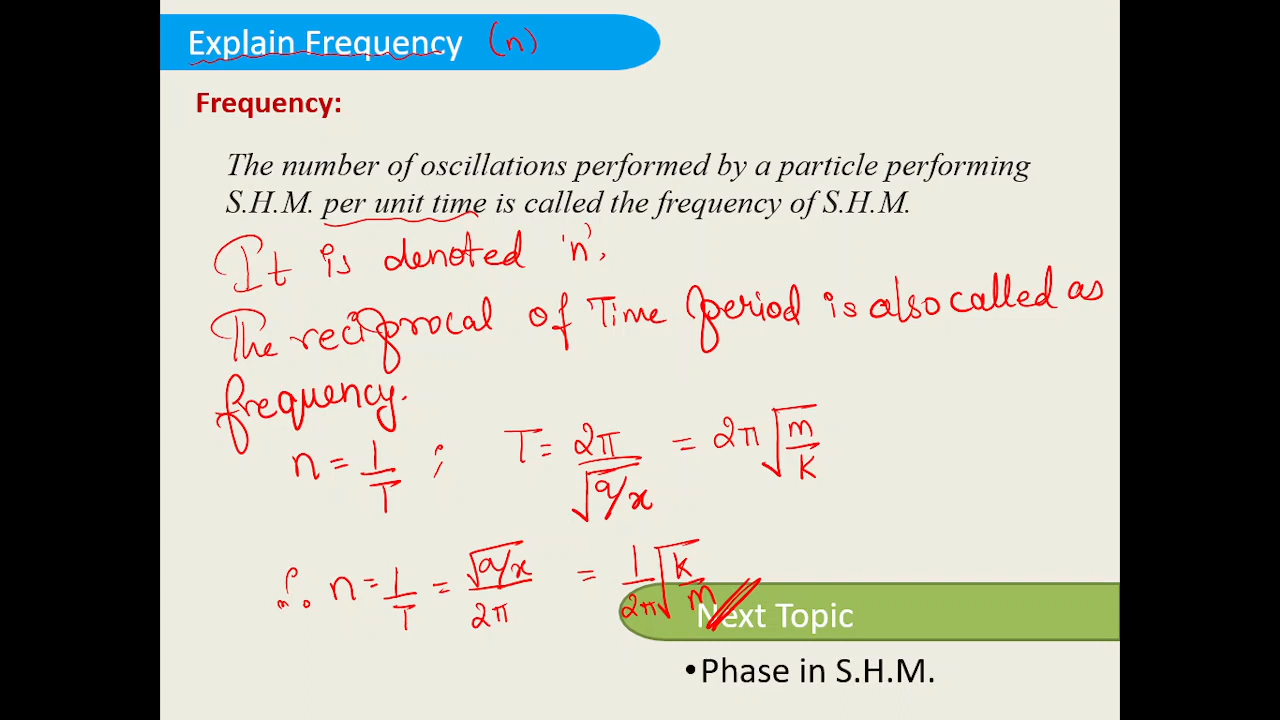 Explain Frequency (n)
Frequency:
The number of oscillations performed by a particle performing
S.H.M. per unit time is called the frequency of S.H.M.
It is denoted 'n'.
The reciprocal of Time period is also called as
frequency.
n = 1/T ; T = 2π/√(a/x) = 2π√(m/k)
∴ n = 1/T = √(a/x)/2π = 1/2π √(k/m)
Next Topic
•Phase in S.H.M.